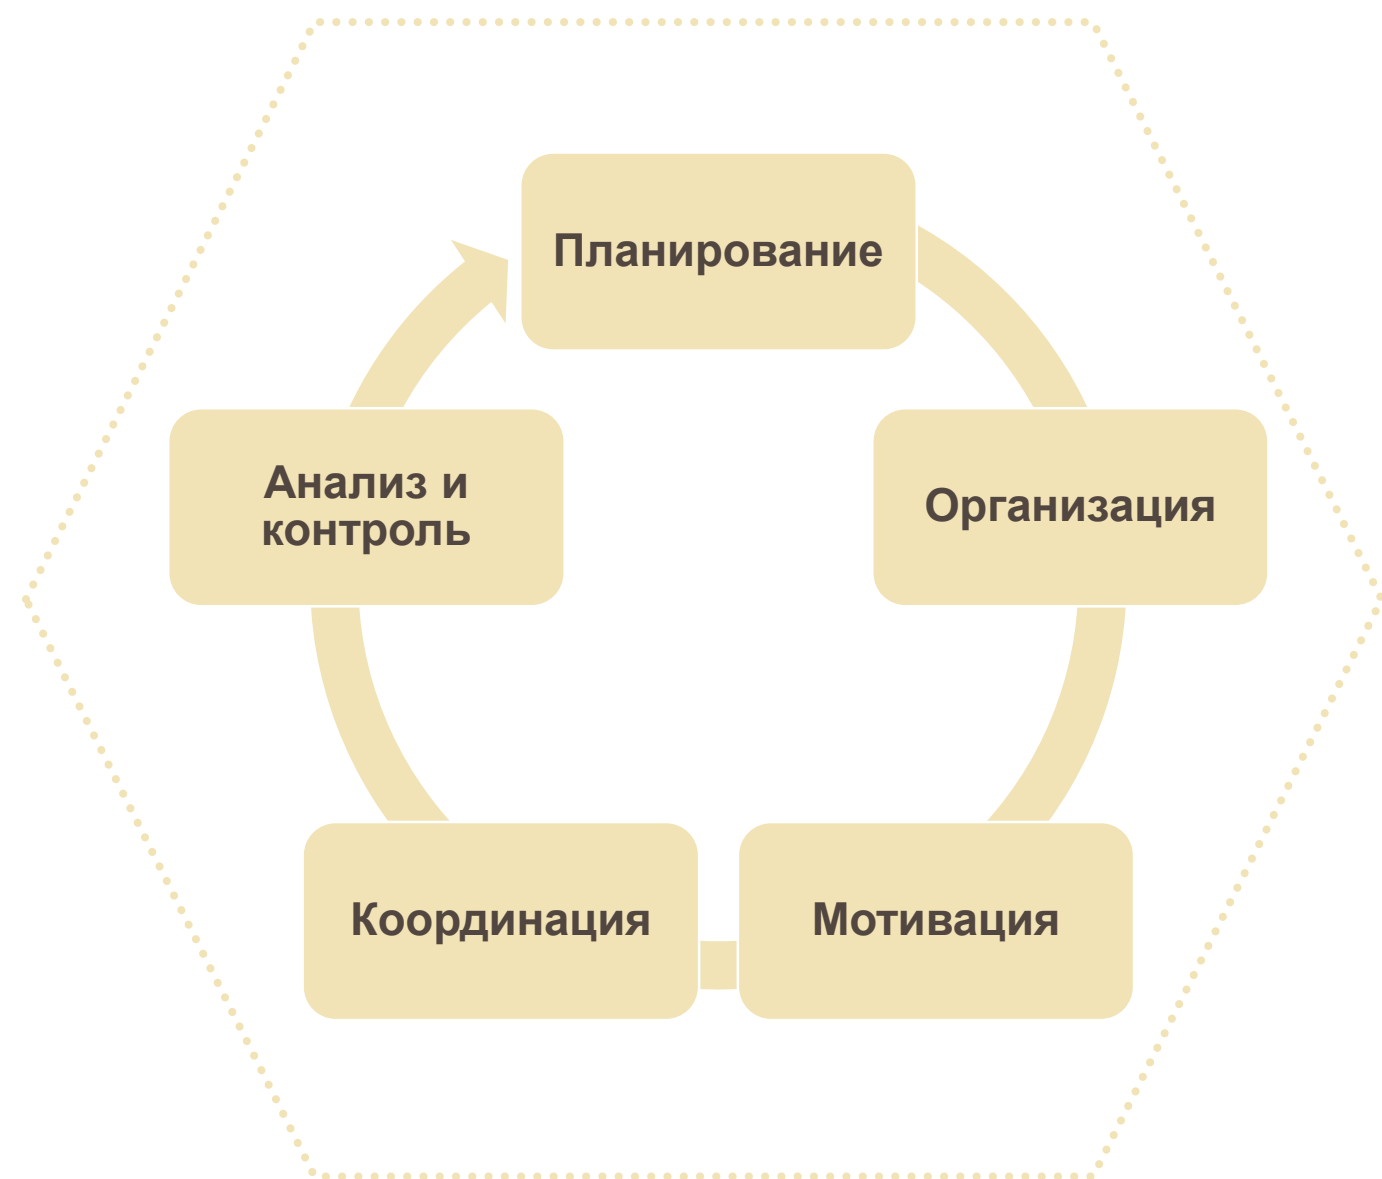 Планирование
Организация
Мотивация
Координация
Анализ и
контроль